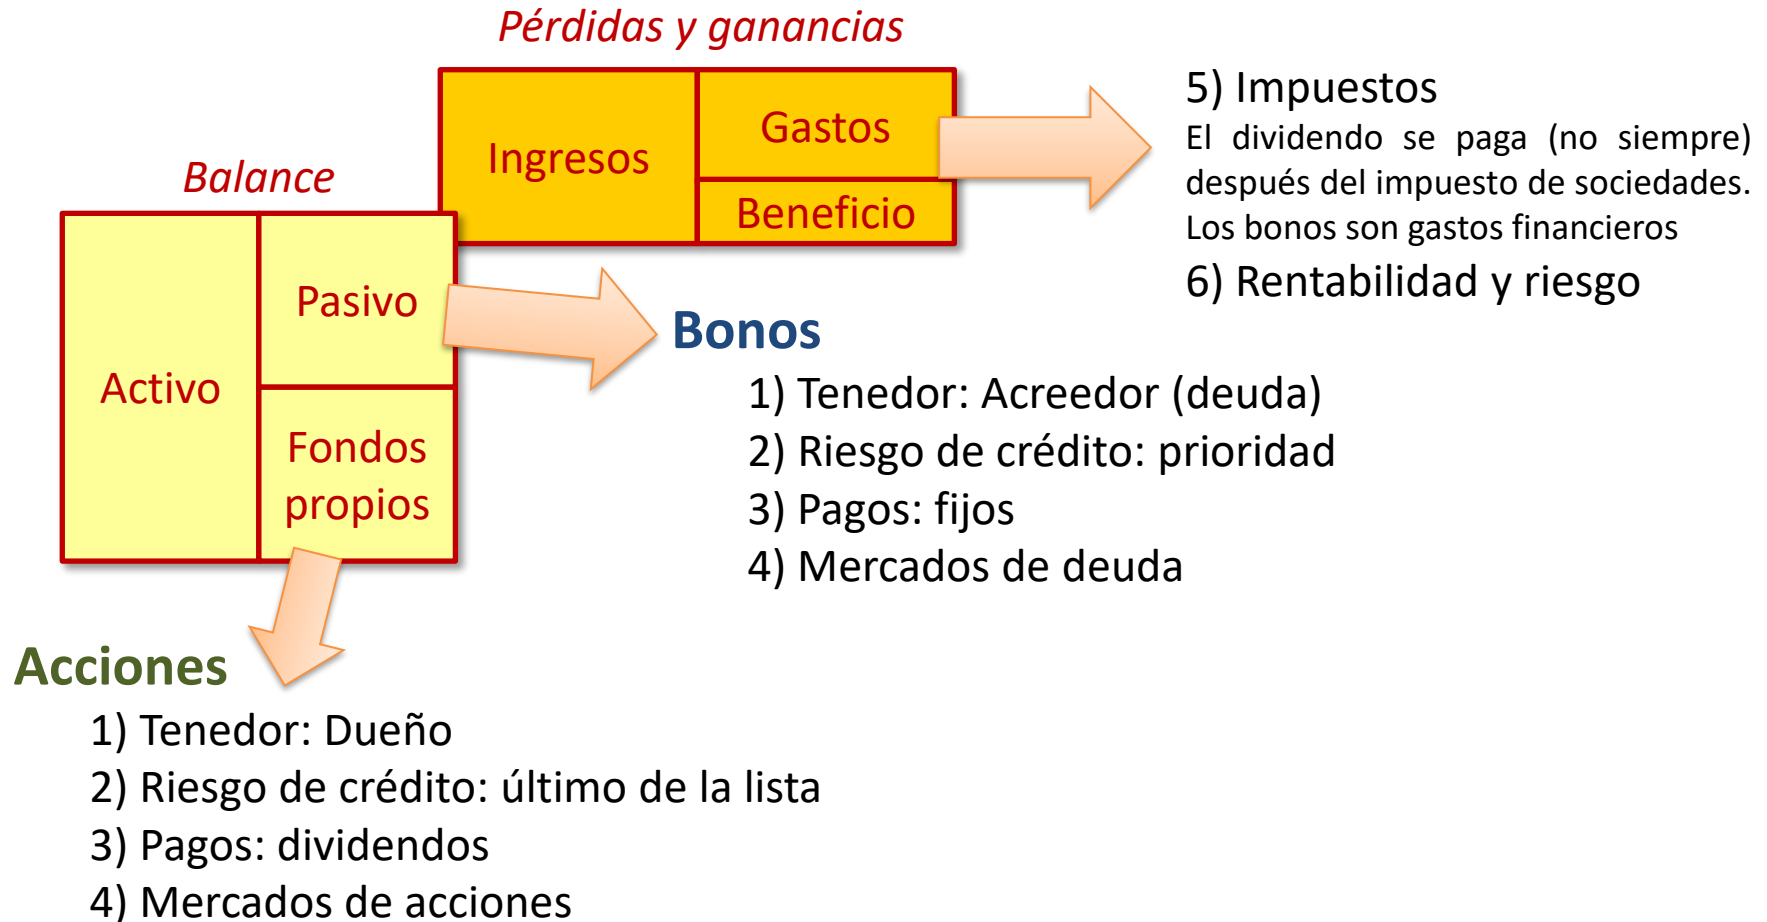 Pérdidas y ganancias
Ingresos
Gastos
Beneficio
Balance
Activo
Pasivo
Fondos
propios
5) Impuestos
El dividendo se paga (no siempre)
después del impuesto de sociedades.
Los bonos son gastos financieros
6) Rentabilidad y riesgo
Bonos
1) Tenedor: Acreedor (deuda)
2) Riesgo de crédito: prioridad
3) Pagos: fijos
4) Mercados de deuda
Acciones
1) Tenedor: Dueño
2) Riesgo de crédito: último de la lista
3) Pagos: dividendos
4) Mercados de acciones